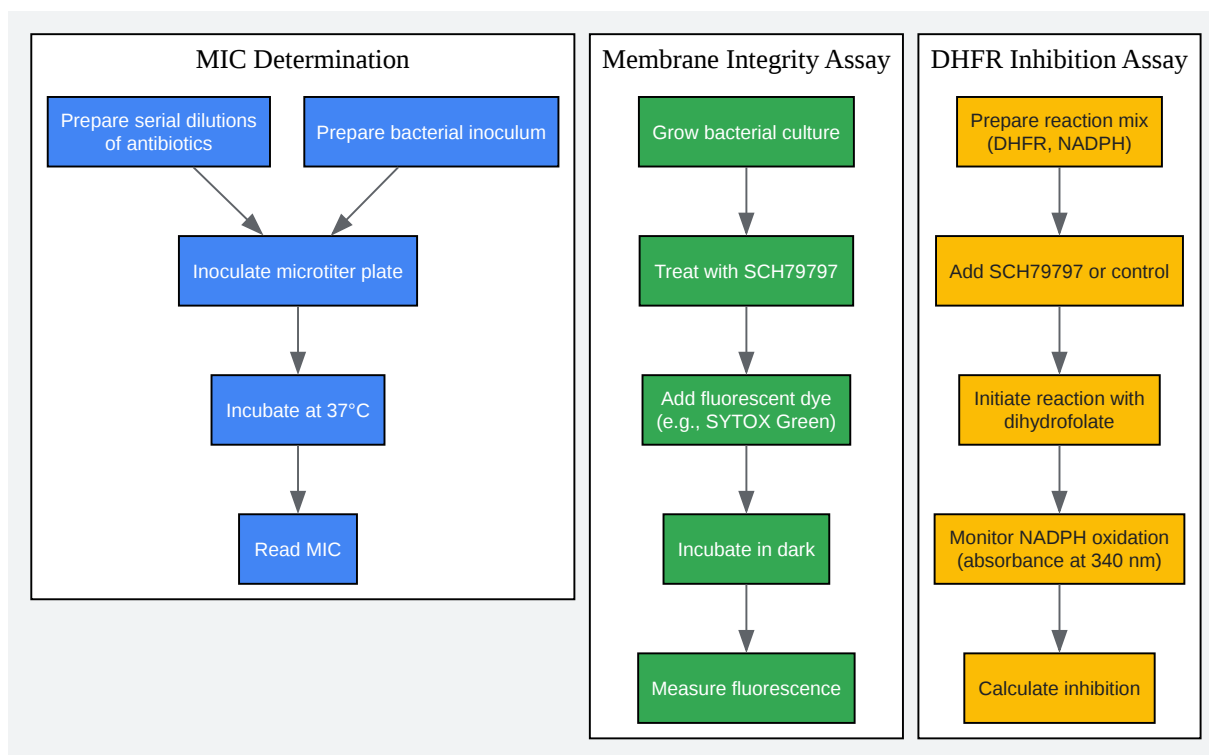 MIC Determination
Prepare serial dilutions
of antibiotics
Prepare bacterial inoculum
Inoculate microtiter plate
Incubate at 37°C
Read MIC
Membrane Integrity Assay
Grow bacterial culture
Treat with SCH79797
Add fluorescent dye
(e.g., SYTOX Green)
Incubate in dark
Measure fluorescence
DHFR Inhibition Assay
Prepare reaction mix
(DHFR, NADPH)
Add SCH79797 or control
Initiate reaction with
dihydrofolate
Monitor NADPH oxidation
(absorbance at 340 nm)
Calculate inhibition